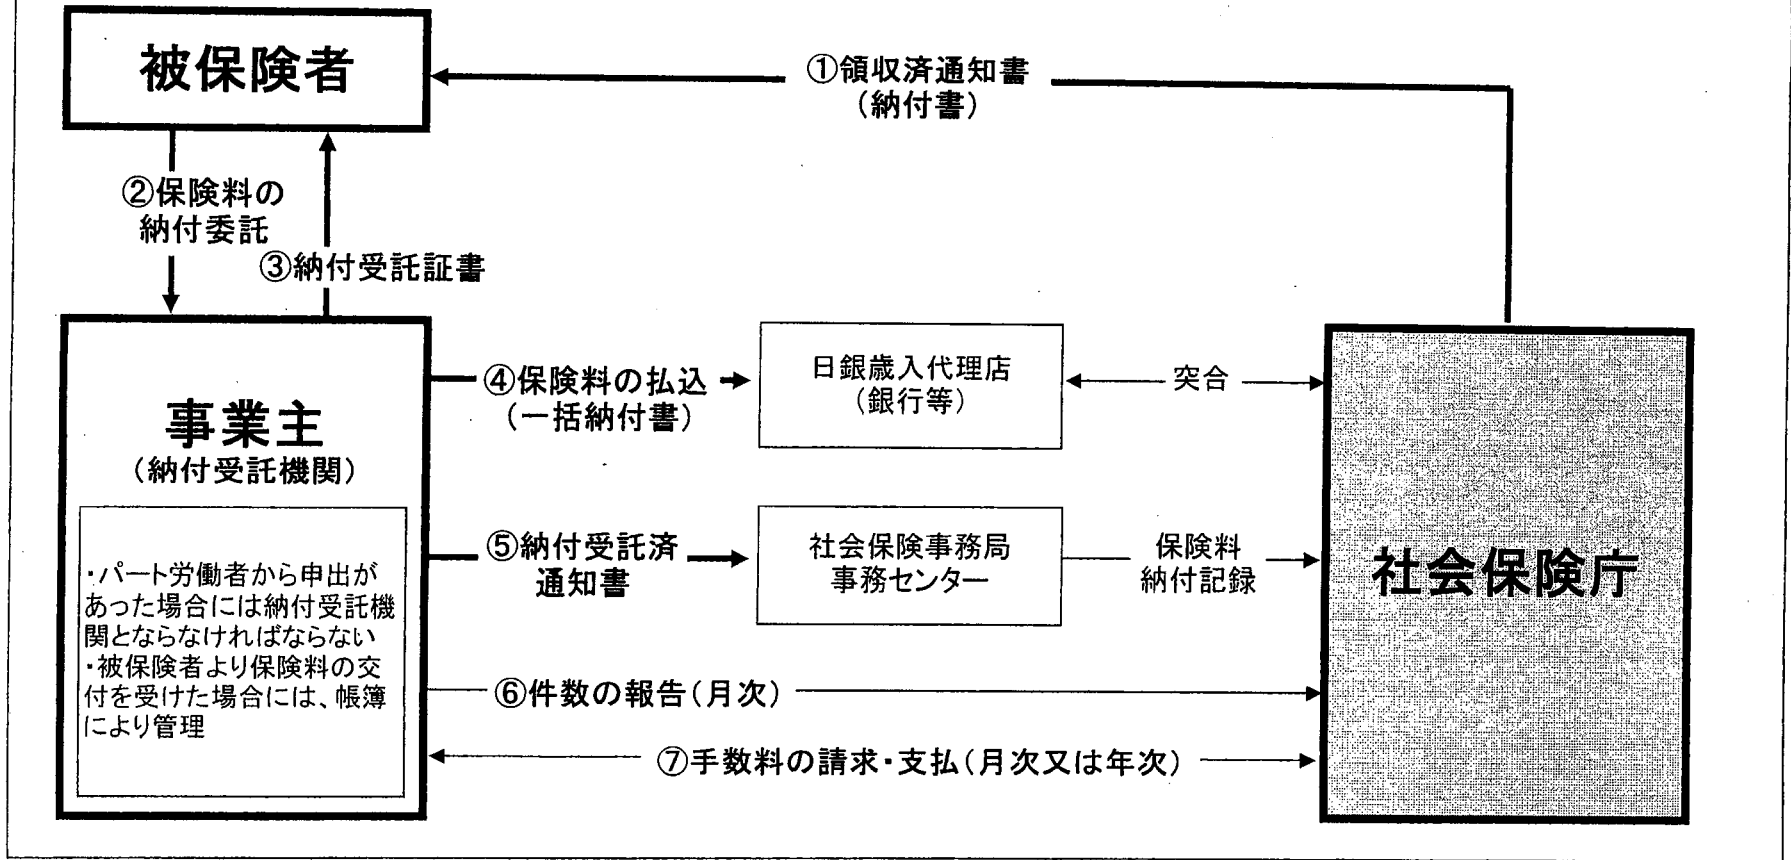 被保険者
①領収済通知書
（納付書）
②保険料の
納付委託
③納付受託証書
事業主
（納付受託機関）
・パート労働者から申出が
あった場合には納付受託機
関とならなければならない
・被保険者より保険料の交
付を受けた場合には、帳簿
により管理
④保険料の払込
（一括納付書）
日銀歳入代理店
（銀行等）
突合
⑤納付受託済
通知書
社会保険事務局
事務センター
保険料
納付記録
社会保険庁
⑥件数の報告（月次）
⑦手数料の請求・支払（月次又は年次）